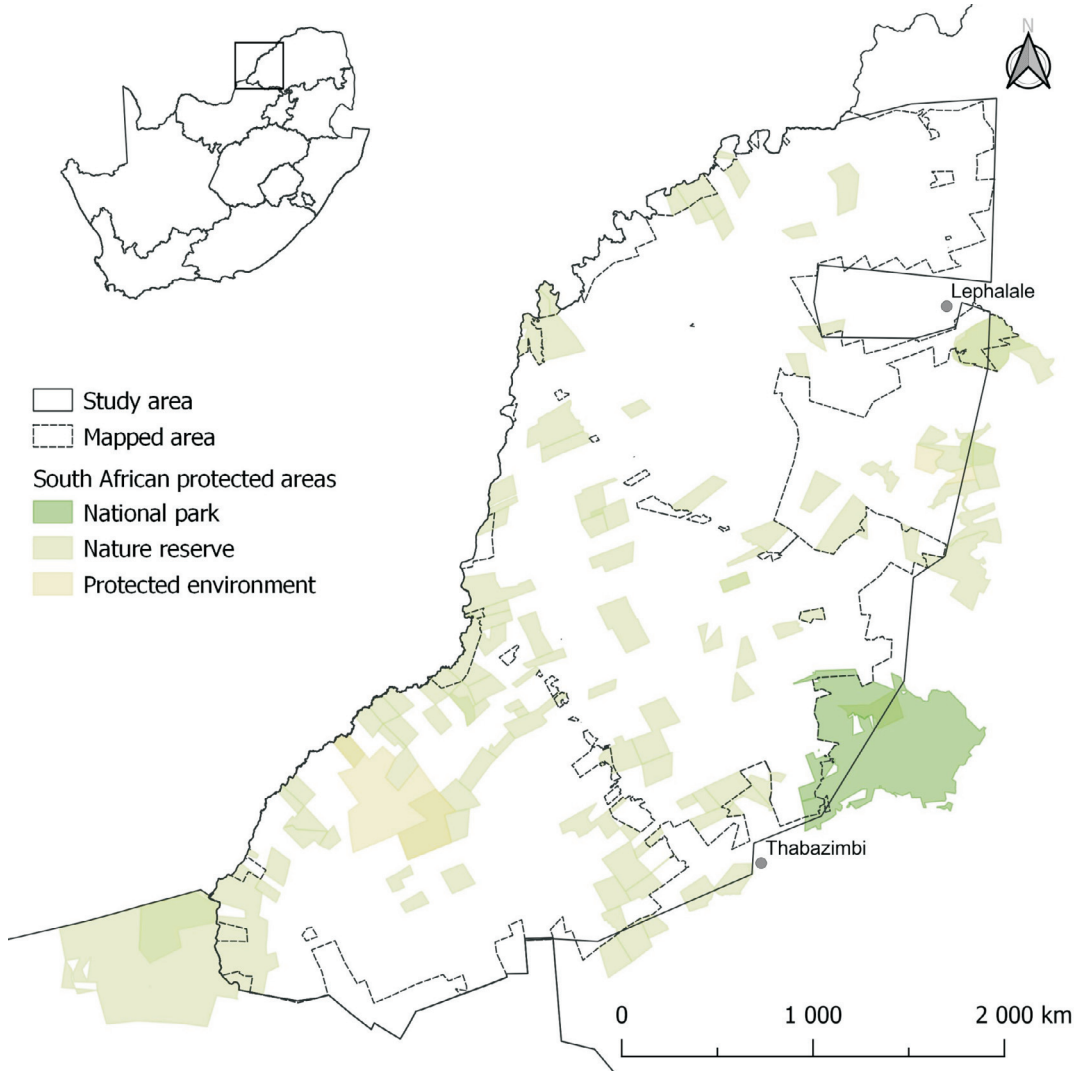 N
Lephalale
Study area
Mapped area
South African protected areas
National park
Nature reserve
Protected environment
Thabazimbi
0 1 000 2 000 km